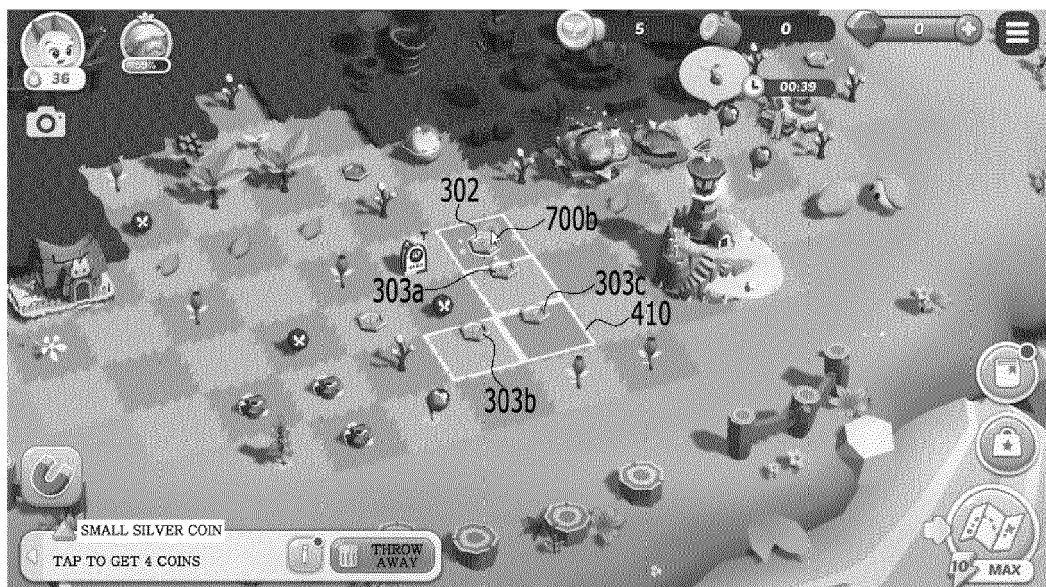 5
0
0
36
99%
00:39
302
700b
303a
303c
410
303b
SMALL SILVER COIN
TAP TO GET 4 COINS
i
THROW
AWAY
10
MAX